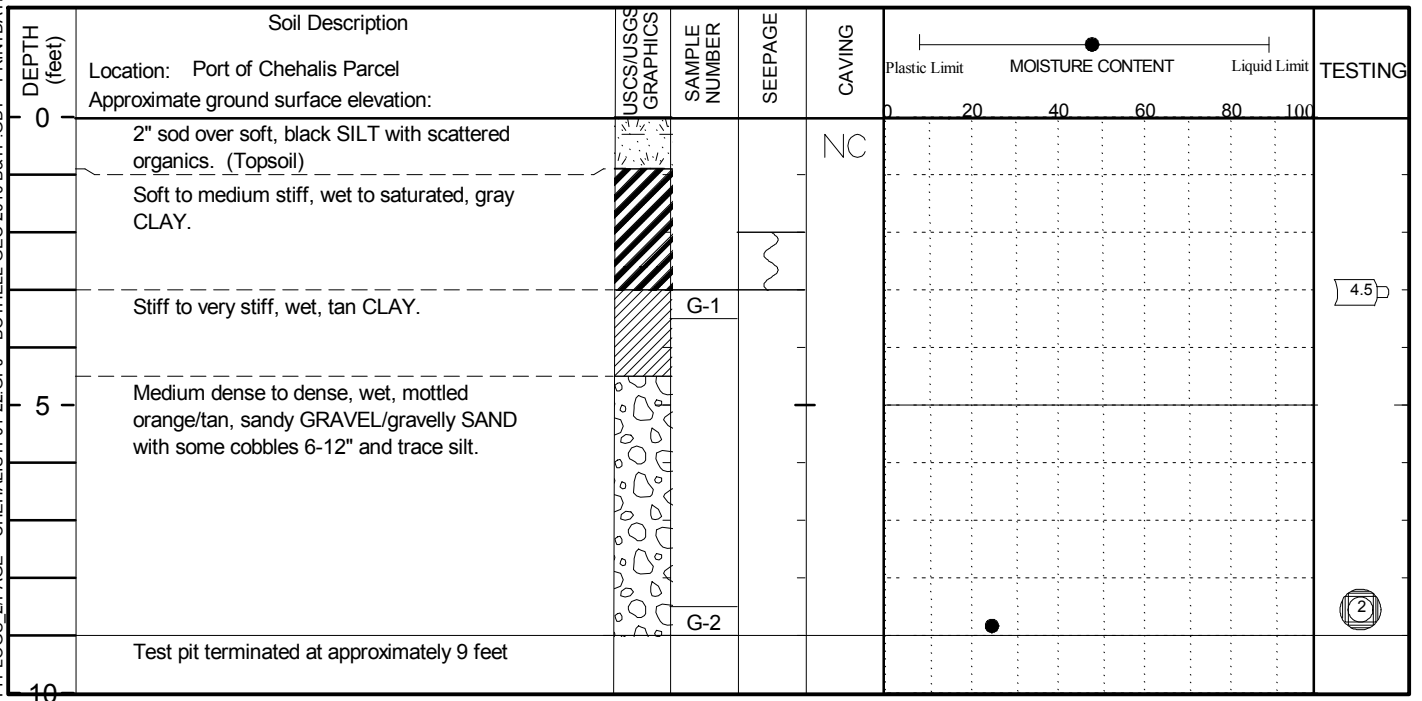 DEPTH
(feet)
Soil Description
Location: Port of Chehalis Parcel
Approximate ground surface elevation:
USCS/USGS
GRAPHICS
SAMPLE
NUMBER
SEEPAGE
CAVING
Plastic Limit
MOISTURE CONTENT
Liquid Limit
TESTING
0 20 40 60 80 100
0
2" sod over soft, black SILT with scattered
organics. (Topsoil)
NC
Soft to medium stiff, wet to saturated, gray
CLAY.
Stiff to very stiff, wet, tan CLAY.
G-1
4.5
Medium dense to dense, wet, mottled
orange/tan, sandy GRAVEL/gravelly SAND
with some cobbles 6-12" and trace silt.
5
G-2
2
Test pit terminated at approximately 9 feet
10